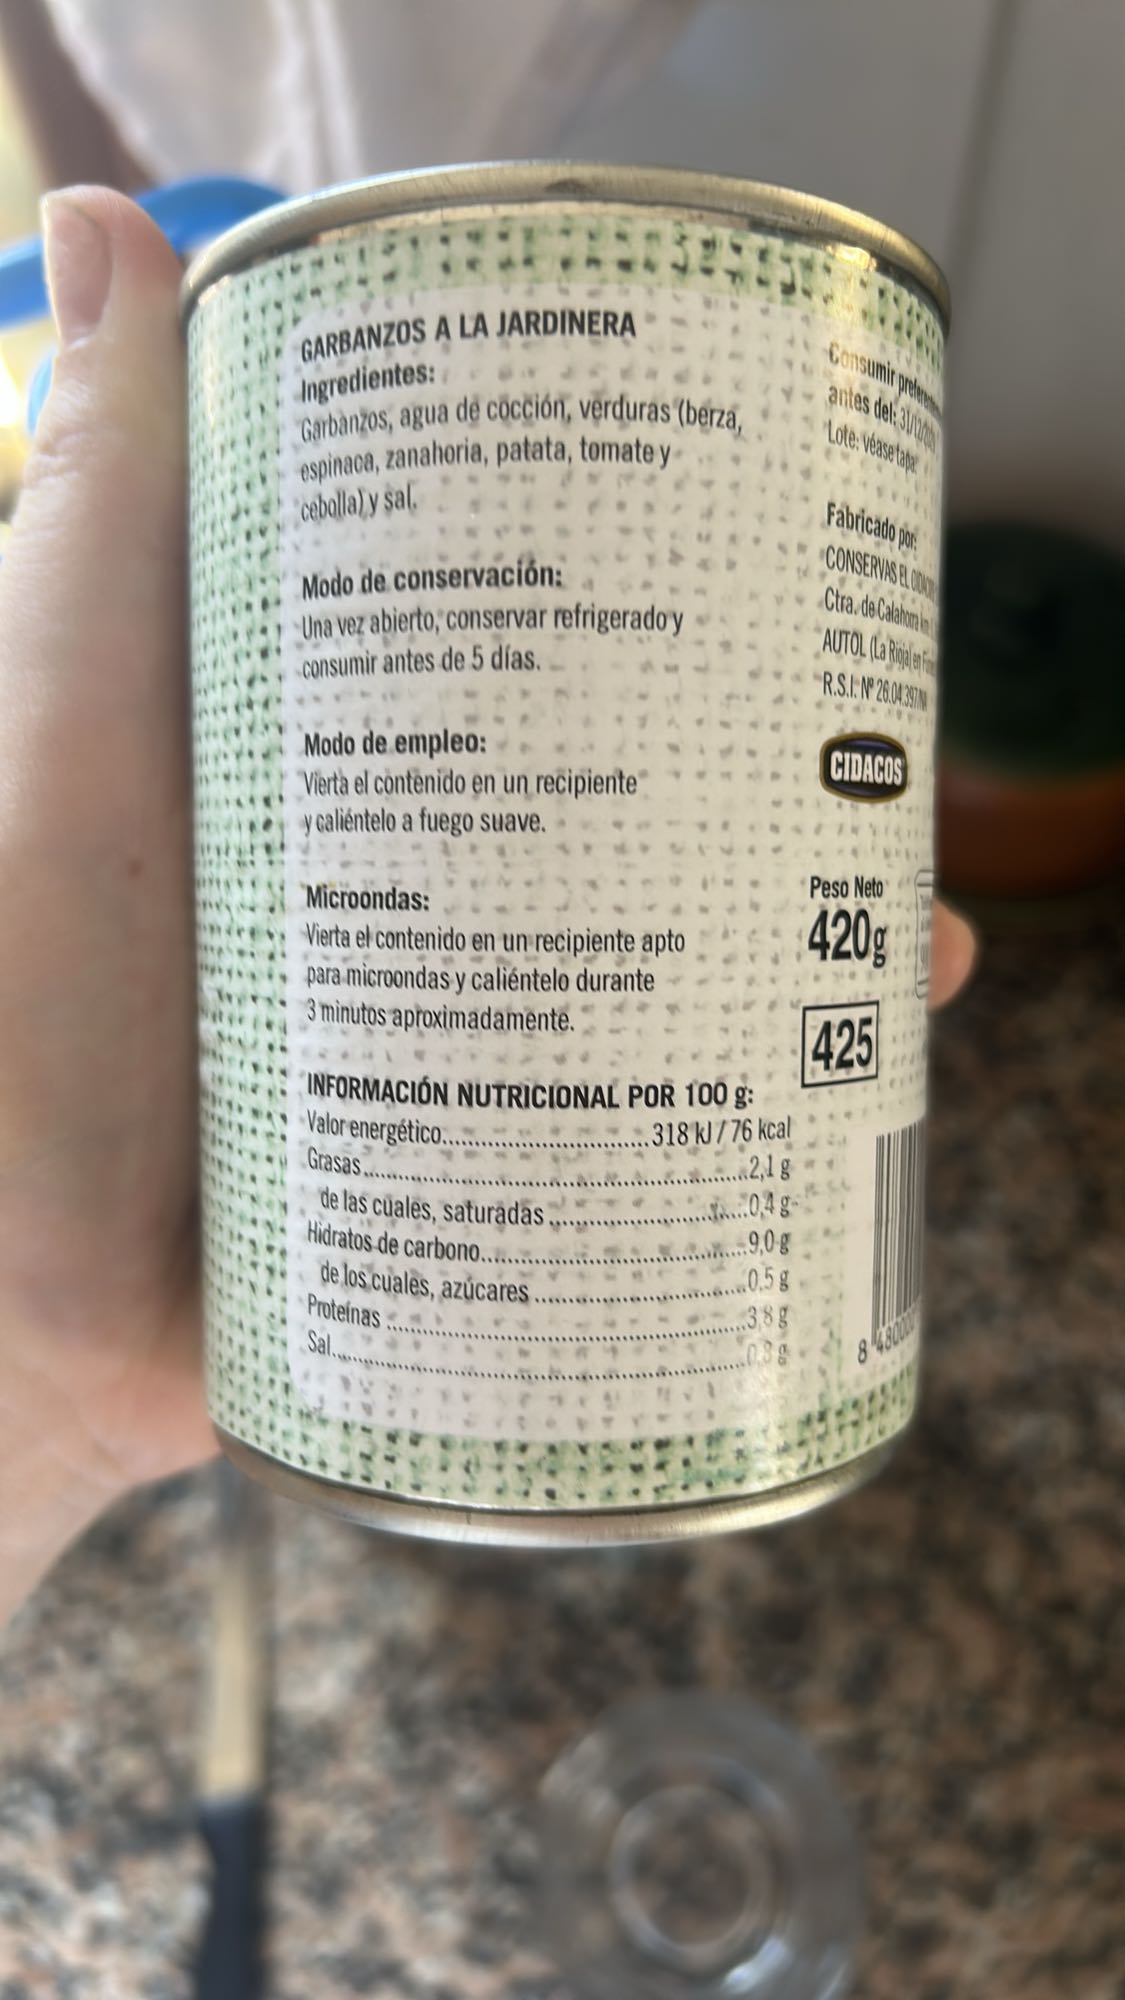 GARBANZOS A LA JARDINERA
Ingredientes:
Garbanzos, agua de cocción, verduras (berza,
espinaca, zanahoria, patata, tomate y
cebolla) y sal.
Modo de conservación:
Una vez abierto, conservar refrigerado y
consumir antes de 5 días.
Modo de empleo:
Vierta el contenido en un recipiente
y caliéntelo a fuego suave.
Microondas:
Vierta el contenido en un recipiente apto
para microondas y caliéntelo durante
3 minutos aproximadamente.
INFORMACIÓN NUTRICIONAL POR 100 g:
Valor energético..............................318 kJ / 76 kcal
Grasas..............................2,1 g
de las cuales, saturadas..............................0,4 g
Hidratos de carbono..............................9,0 g
de los cuales, azúcares..............................0,5 g
Proteínas..............................3,8 g
Sal..............................0,8 g
Consumir
antes del:
Lote: véase tapa
Fabricado por:
CONSERVAS EL
Ctra. de Calahorra
AUTOL (La Rioja) en
R.S.I. Nº 26.04.397
CIDACOS
Peso Neto
420g
425
8 480000